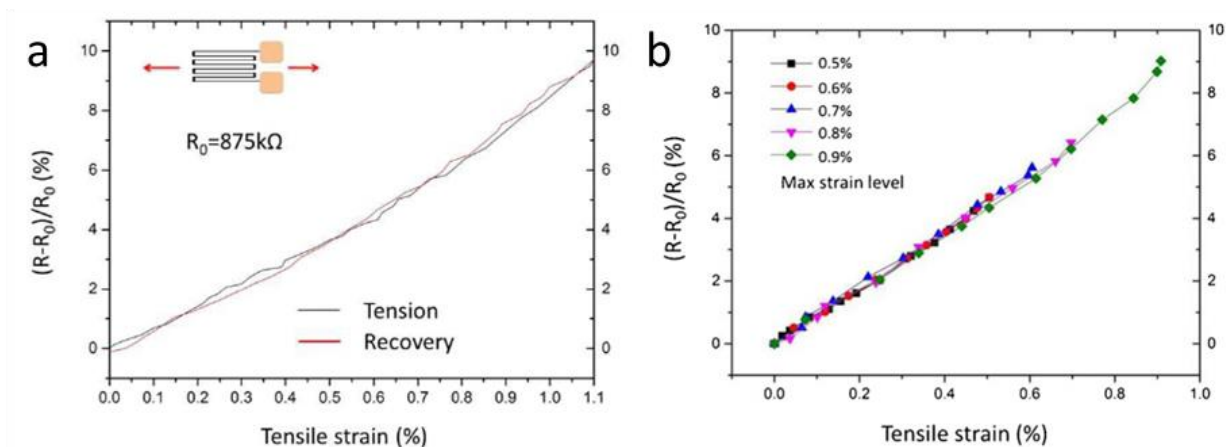 a
R0=875kΩ
Tension
Recovery
(R-R0)/R0 (%)
10
8
6
4
2
0
10
8
6
4
2
0
0.0 0.1 0.2 0.3 0.4 0.5 0.6 0.7 0.8 0.9 1.0 1.1
Tensile strain (%)
b
0.5%
0.6%
0.7%
0.8%
0.9%
Max strain level
(R-R0)/R0 (%)
10
8
6
4
2
0
10
8
6
4
2
0
0.0 0.2 0.4 0.6 0.8 1.0
Tensile strain (%)